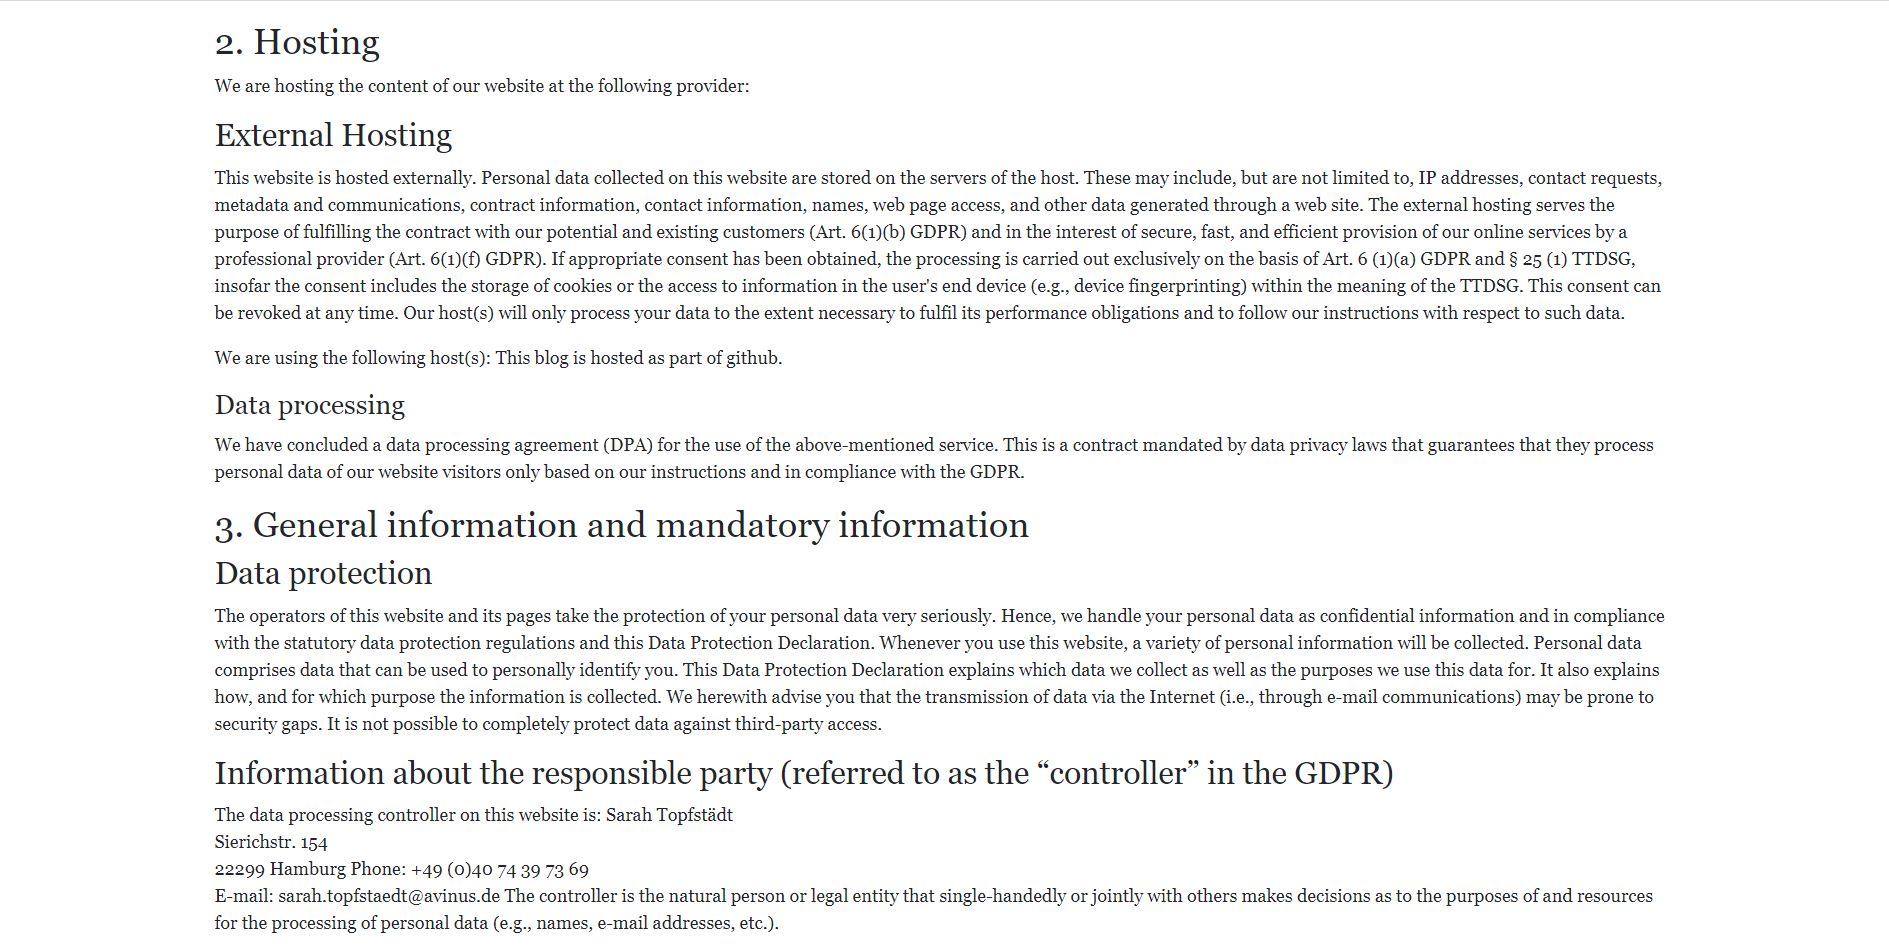 2. Hosting
We are hosting the content of our website at the following provider:
External Hosting
This website is hosted externally. Personal data collected on this website are stored on the servers of the host. These may include, but are not limited to, IP addresses, contact requests,
metadata and communications, contract information, contact information, names, web page access, and other data generated through a web site. The external hosting serves the
purpose of fulfilling the contract with our potential and existing customers (Art. 6(1)(b) GDPR) and in the interest of secure, fast, and efficient provision of our online services by a
professional provider (Art. 6(1)(f) GDPR). If appropriate consent has been obtained, the processing is carried out exclusively on the basis of Art. 6 (1)(a) GDPR and § 25 (1) TTDSG,
insofar the consent includes the storage of cookies or the access to information in the user's end device (e.g., device fingerprinting) within the meaning of the TTDSG. This consent can
be revoked at any time. Our host(s) will only process your data to the extent necessary to fulfil its performance obligations and to follow our instructions with respect to such data.
We are using the following host(s): This blog is hosted as part of github.
Data processing
We have concluded a data processing agreement (DPA) for the use of the above-mentioned service. This is a contract mandated by data privacy laws that guarantees that they process
personal data of our website visitors only based on our instructions and in compliance with the GDPR.
3. General information and mandatory information
Data protection
The operators of this website and its pages take the protection of your personal data very seriously. Hence, we handle your personal data as confidential information and in compliance
with the statutory data protection regulations and this Data Protection Declaration. Whenever you use this website, a variety of personal information will be collected. Personal data
comprises data that can be used to personally identify you. This Data Protection Declaration explains which data we collect as well as the purposes we use this data for. It also explains
how, and for which purpose the information is collected. We herewith advise you that the transmission of data via the Internet (i.e., through e-mail communications) may be prone to
security gaps. It is not possible to completely protect data against third-party access.
Information about the responsible party (referred to as the “controller” in the GDPR)
The data processing controller on this website is: Sarah Topfstädt
Sierichstr. 154
22299 Hamburg Phone: +49 (0)40 74 39 73 69
E-mail: sarah.topfstaedt@avinus.de The controller is the natural person or legal entity that single-handedly or jointly with others makes decisions as to the purposes of and resources
for the processing of personal data (e.g., names, e-mail addresses, etc.).